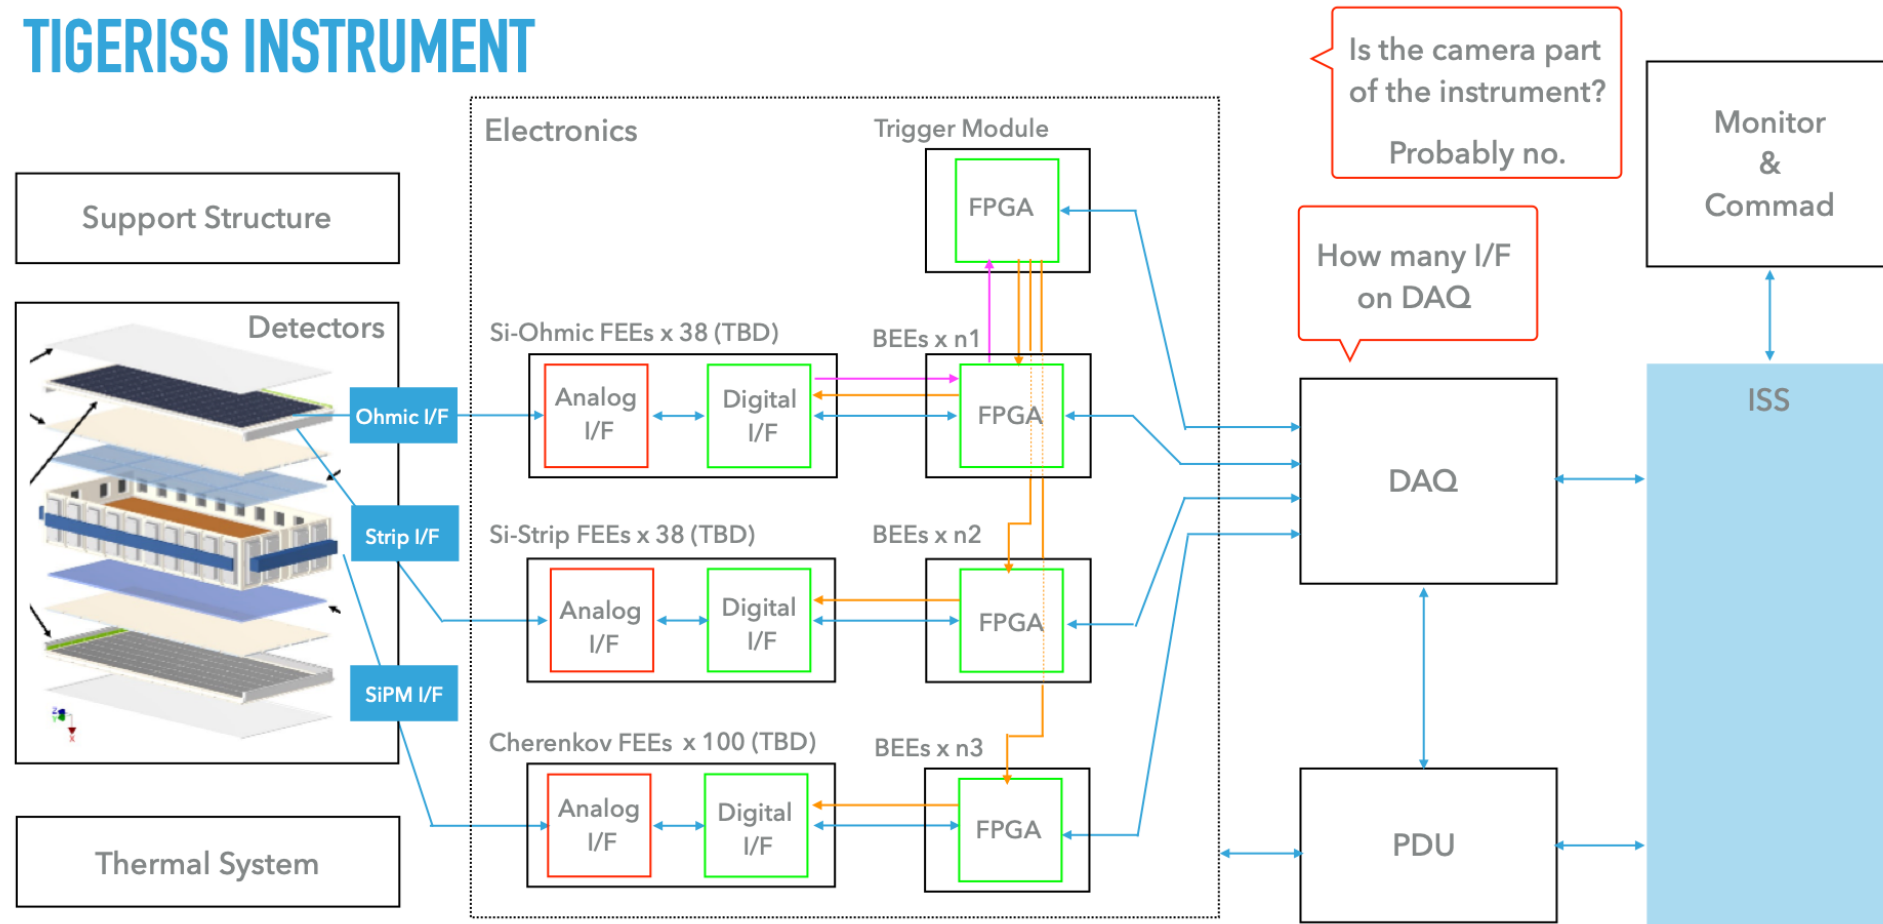 TIGERISS INSTRUMENT
Is the camera part
of the instrument?
Probably no.
Monitor
&
Commad
Electronics
Trigger Module
FPGA
Support Structure
How many I/F
on DAQ
Detectors
Si-Ohmic FEEs x 38 (TBD)
BEEs x n1
Ohmic I/F
Analog
I/F
Digital
I/F
FPGA
ISS
DAQ
Strip I/F
Si-Strip FEEs x 38 (TBD)
BEEs x n2
Analog
I/F
Digital
I/F
FPGA
SiPM I/F
Cherenkov FEEs x 100 (TBD)
BEEs x n3
Analog
I/F
Digital
I/F
FPGA
PDU
Thermal System
X